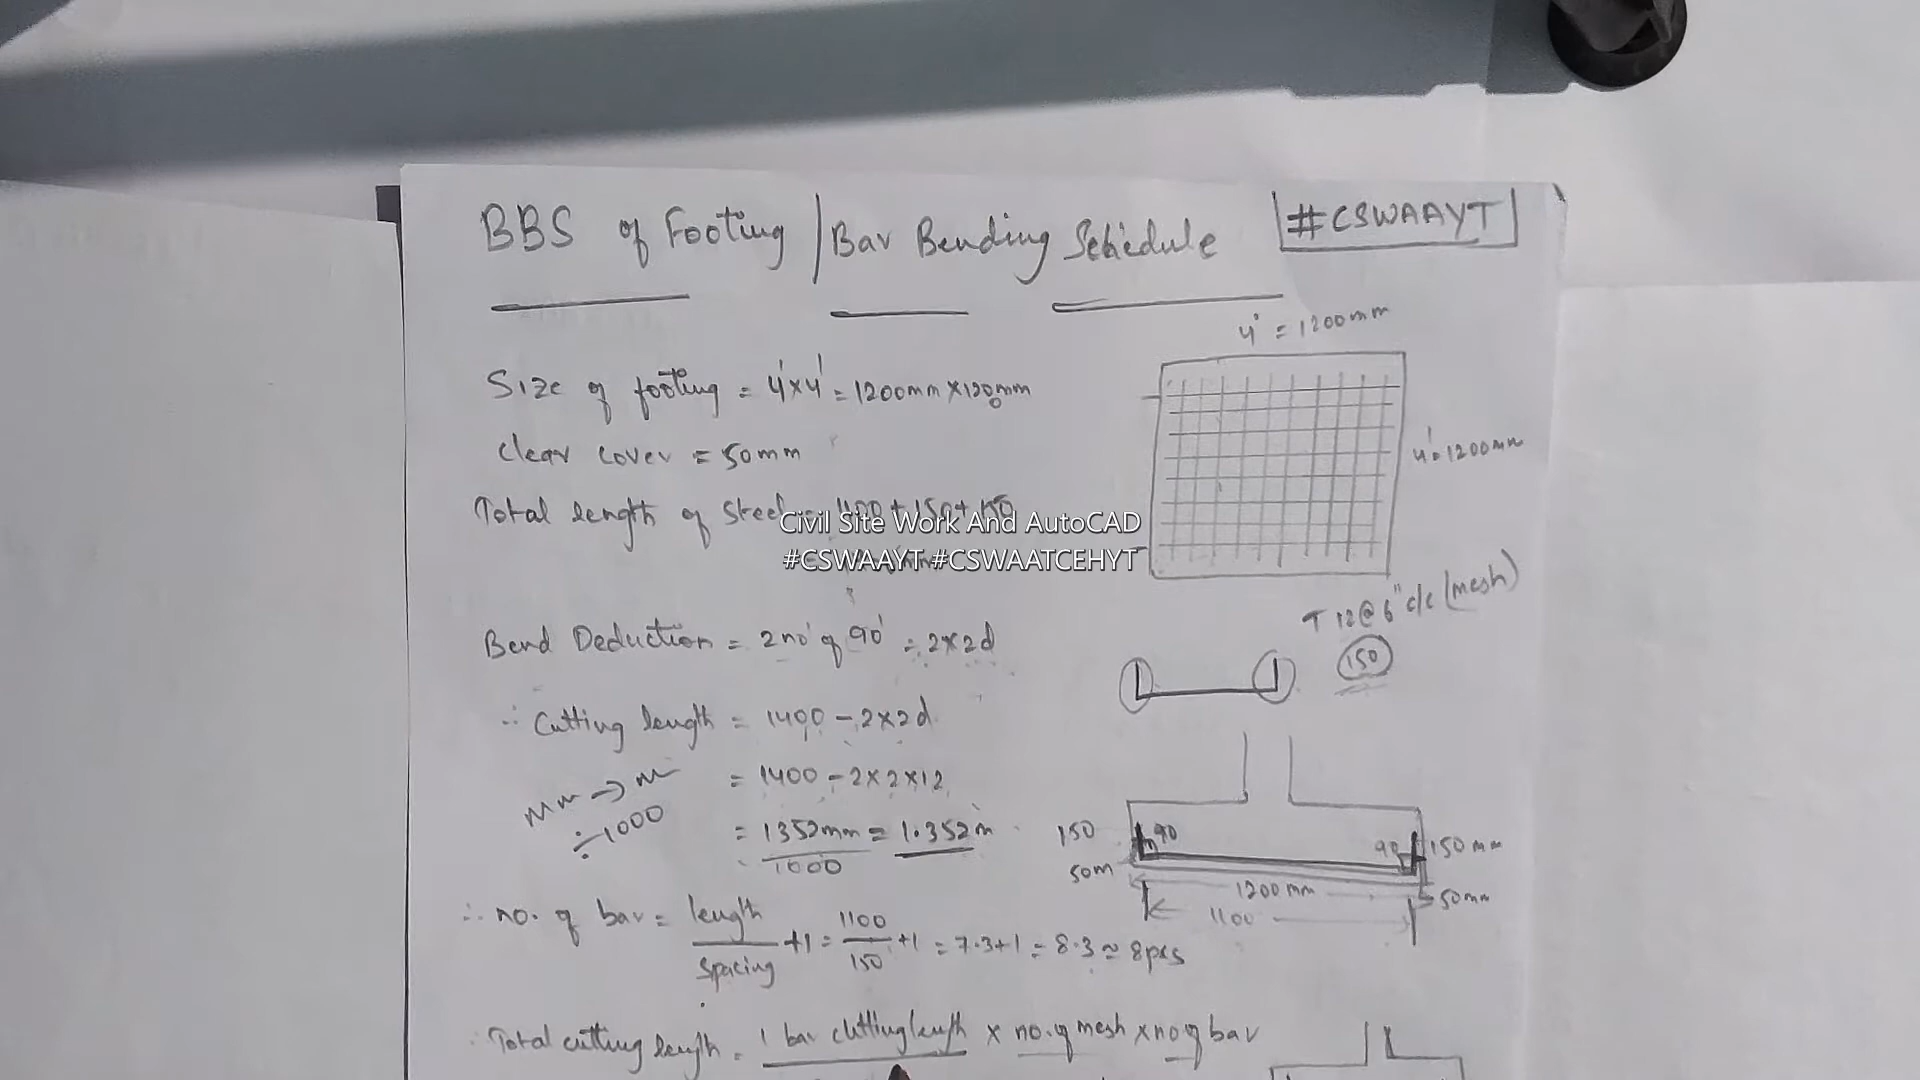 BBS of Footing | Bar Bending Schedule #CSWAAYT
4' = 1200mm
Size of footing = 4'x4' = 1200mm x 1200mm
clear cover = 50mm
4' = 1200mm
Total length of Steel = 1100 + 150 + 150
Civil Site Work And AutoCAD
#CSWAAYT #CSWAATCEHYT
T 12@6" c/c (mesh)
150
Bend Deduction = 2 no' of 90' = 2x2d
∴ Cutting length = 1400 - 2x2d
= 1400 - 2x2x12
mm → m
÷1000
= 1352mm = 1.352m
1000
150 90 90 150 mm
50m 1200 mm 50mm
1100
∴ no. of bar = length / spacing +1 = 1100 / 150 +1 = 7.3+1 = 8.3 ≈ 8pcs
Total cutting length = 1 bar cutting length x no. of mesh x no of bar